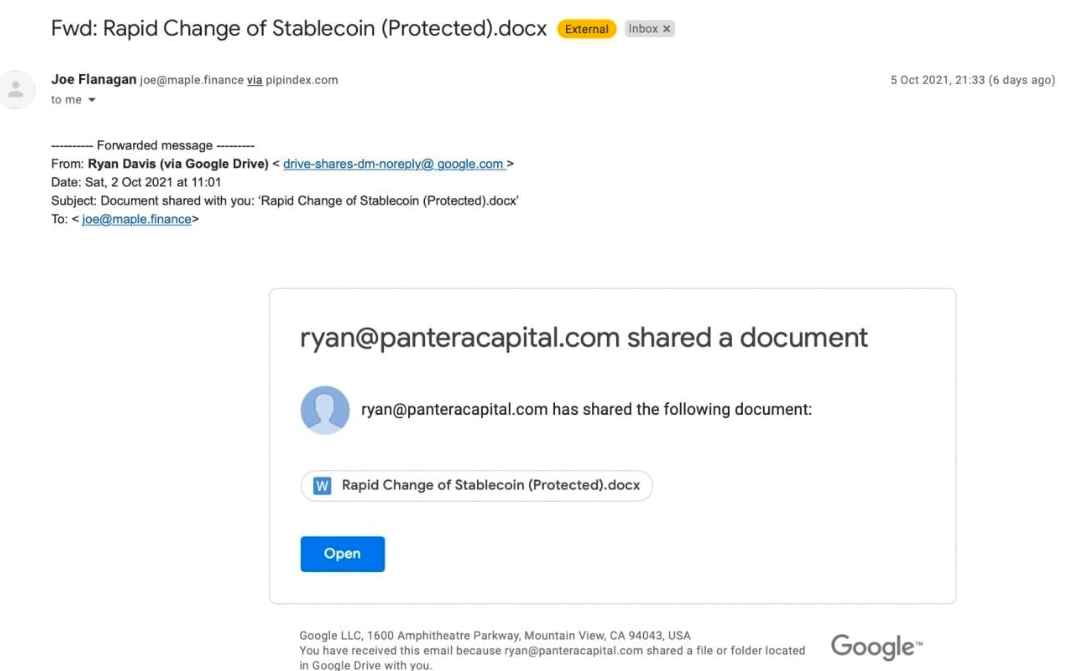 Fwd: Rapid Change of Stablecoin (Protected).docx External Inbox ×
Joe Flanagan joe@maple.finance via pipindex.com 5 Oct 2021, 21:33 (6 days ago)
to me
---------- Forwarded message ---------
From: Ryan Davis (via Google Drive) < drive-shares-dm-noreply@ google.com >
Date: Sat, 2 Oct 2021 at 11:01
Subject: Document shared with you: 'Rapid Change of Stablecoin (Protected).docx'
To: < joe@maple.finance>
ryan@panteracapital.com shared a document
ryan@panteracapital.com has shared the following document:
W Rapid Change of Stablecoin (Protected).docx
Open
Google LLC, 1600 Amphitheatre Parkway, Mountain View, CA 94043, USA
You have received this email because ryan@panteracapital.com shared a file or folder located
in Google Drive with you.
Google™